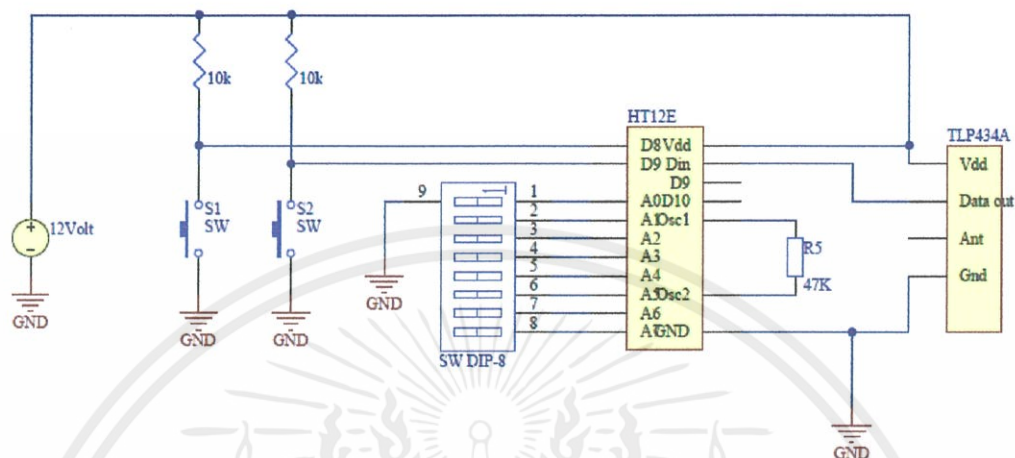 10k
10k
HT12E
TLP434A
D8 Vdd
D9 Din
D9
A0 D10
A1 Osc1
A2
A3
A4
A5 Osc2
A6
A7 GND
Vdd
Data out
Ant
Gnd
9
1
2
3
4
5
6
7
8
S1
SW
S2
SW
12Volt
R5
47K
GND
GND
GND
GND
SW DIP-8
GND